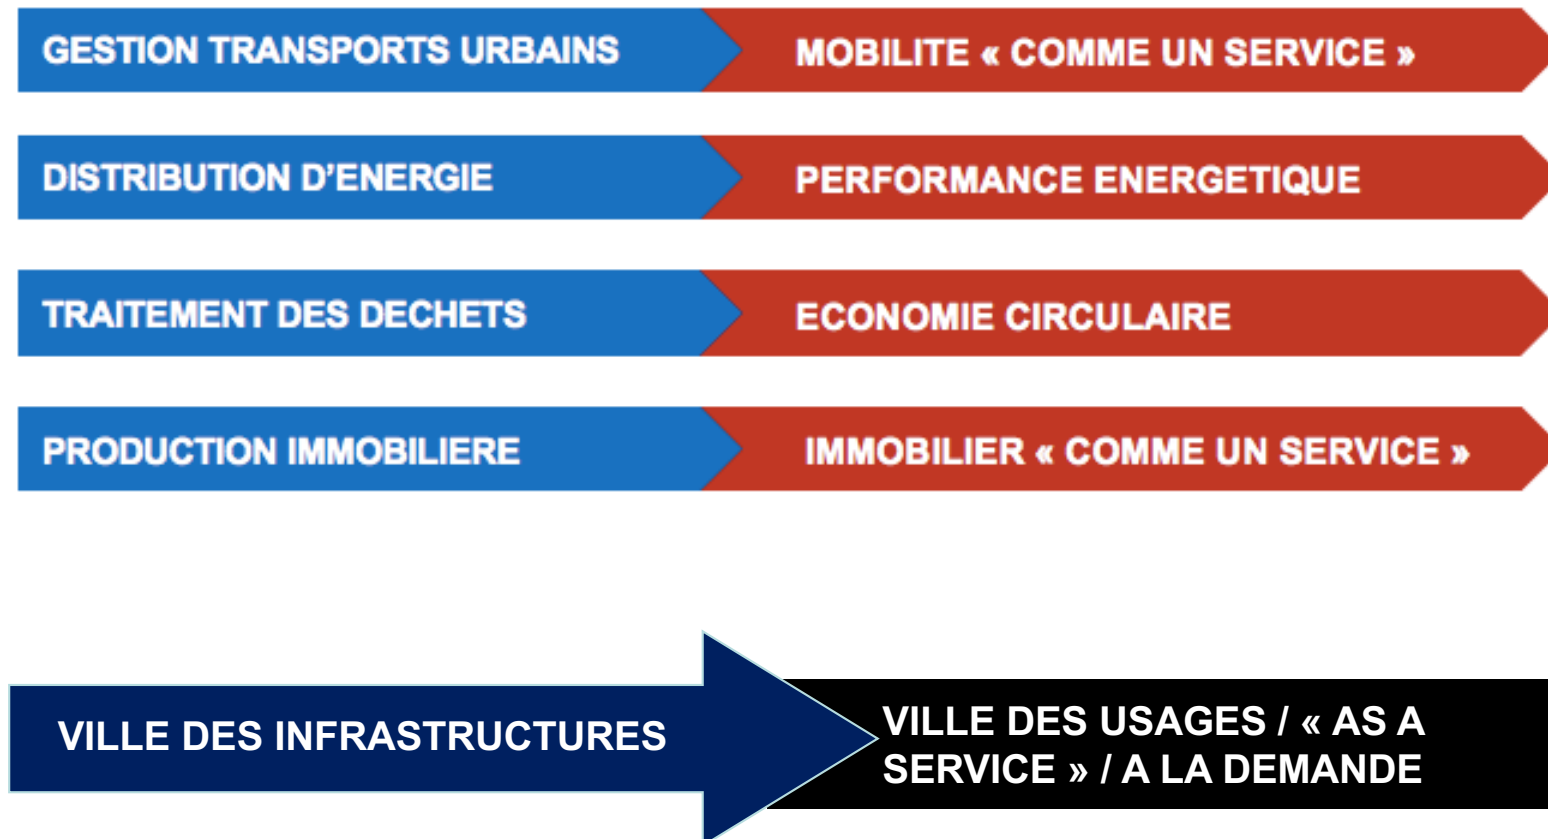 GESTION TRANSPORTS URBAINS
MOBILITE « COMME UN SERVICE »
DISTRIBUTION D’ENERGIE
PERFORMANCE ENERGETIQUE
TRAITEMENT DES DECHETS
ECONOMIE CIRCULAIRE
PRODUCTION IMMOBILIERE
IMMOBILIER « COMME UN SERVICE »
VILLE DES INFRASTRUCTURES
VILLE DES USAGES / « AS A
SERVICE » / A LA DEMANDE